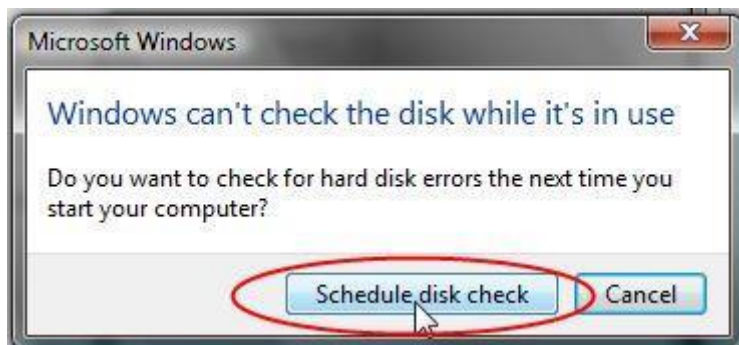 Microsoft Windows
Windows can't check the disk while it's in use
Do you want to check for hard disk errors the next time you
start your computer?
Schedule disk check
Cancel